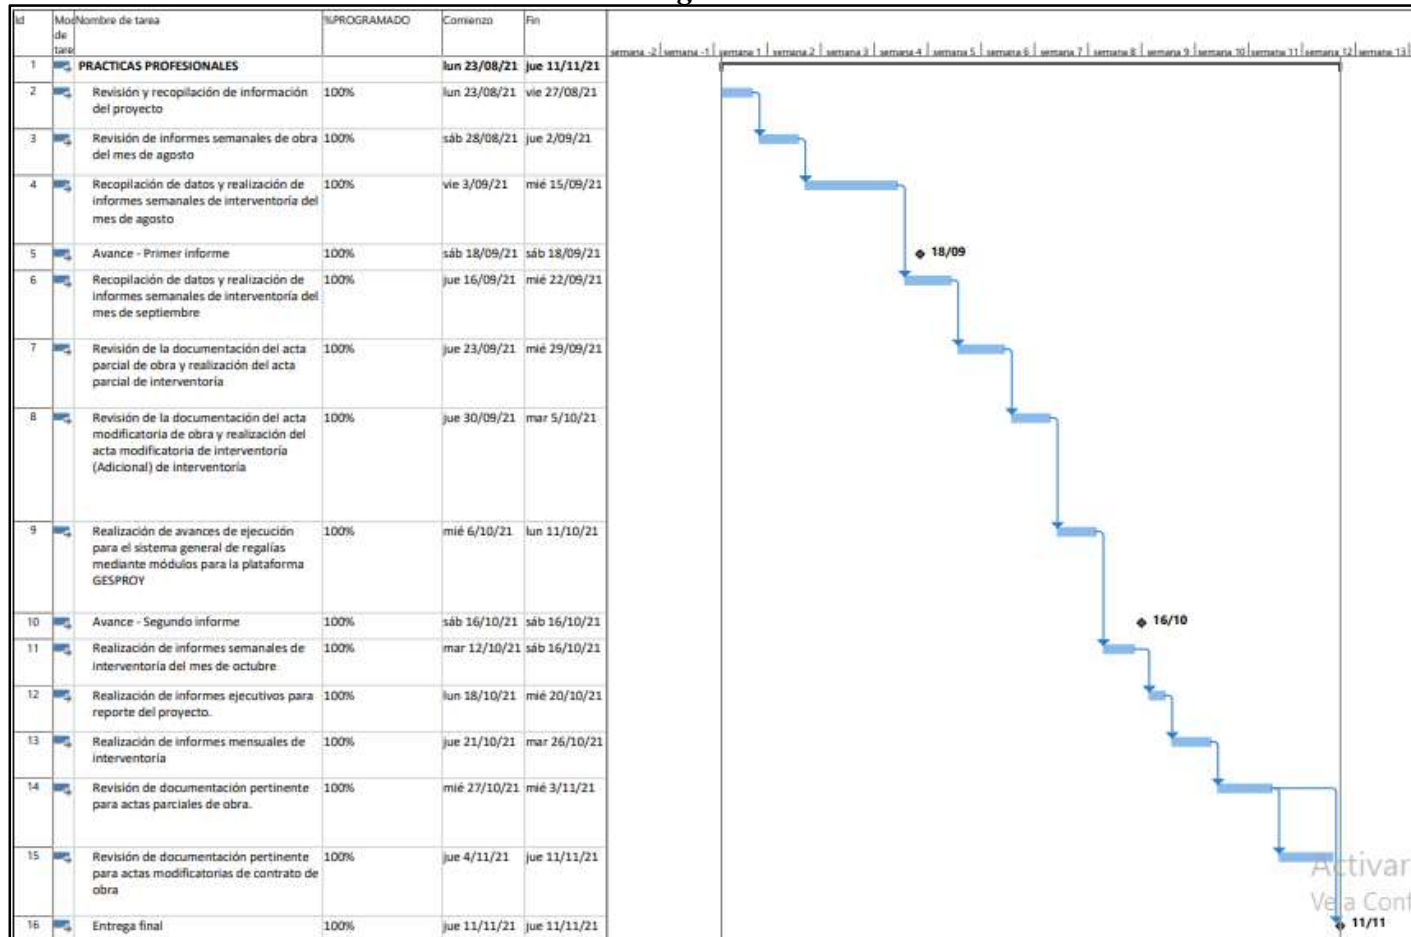 Id Mod de tare Nombre de tarea %PROGRAMADO Comienzo Fin
semana -2 semana -1 semana 1 semana 2 semana 3 semana 4 semana 5 semana 6 semana 7 semana 8 semana 9 semana 10 semana 11 semana 12 semana 13
1 PRACTICAS PROFESIONALES lun 23/08/21 jue 11/11/21
2 Revisión y recopilación de información 100% lun 23/08/21 vie 27/08/21
del proyecto
3 Revisión de informes semanales de obra 100% sáb 28/08/21 jue 2/09/21
del mes de agosto
4 Recopilación de datos y realización de 100% vie 3/09/21 mié 15/09/21
informes semanales de interventoría del
mes de agosto
5 Avance - Primer informe 100% sáb 18/09/21 sáb 18/09/21 18/09
6 Recopilación de datos y realización de 100% jue 16/09/21 mié 22/09/21
informes semanales de interventoría del
mes de septiembre
7 Revisión de la documentación del acta 100% jue 23/09/21 mié 29/09/21
parcial de obra y realización del acta
parcial de interventoría
8 Revisión de la documentación del acta 100% jue 30/09/21 mar 5/10/21
modificatoria de obra y realización del
acta modificatoria de interventoría
(Adicional) de interventoría
9 Realización de avances de ejecución 100% mié 6/10/21 lun 11/10/21
para el sistema general de regalías
mediante módulos para la plataforma
GESPROY
10 Avance - Segundo informe 100% sáb 16/10/21 sáb 16/10/21 16/10
11 Realización de informes semanales de 100% mar 12/10/21 sáb 16/10/21
interventoría del mes de octubre
12 Realización de informes ejecutivos para 100% lun 18/10/21 mié 20/10/21
reporte del proyecto.
13 Realización de informes mensuales de 100% jue 21/10/21 mar 26/10/21
interventoría
14 Revisión de documentación pertinente 100% mié 27/10/21 mié 3/11/21
para actas parciales de obra.
15 Revisión de documentación pertinente 100% jue 4/11/21 jue 11/11/21
para actas modificatorias de contrato de
obra
Activar
Ve a Conf
16 Entrega final 100% jue 11/11/21 jue 11/11/21 11/11